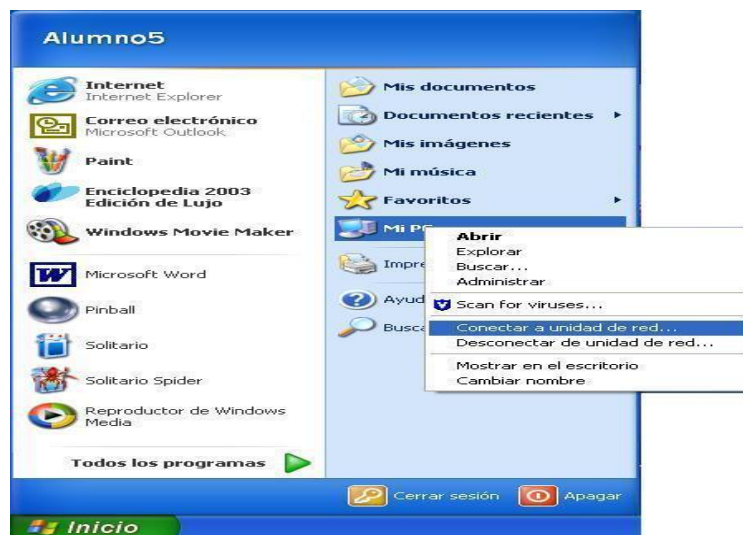 Alumno5
Internet
Internet Explorer
Correo electrónico
Microsoft Outlook
Paint
Enciclopedia 2003
Edición de Lujo
Windows Movie Maker
Microsoft Word
Pinball
Solitario
Solitario Spider
Reproductor de Windows
Media
Todos los programas
Mis documentos
Documentos recientes
Mis imágenes
Mi música
Favoritos
Mi PC
Impre
Ayud
Busca
Abrir
Explorar
Buscar...
Administrar
Scan for viruses...
Conectar a unidad de red...
Desconectar de unidad de red...
Mostrar en el escritorio
Cambiar nombre
Cerrar sesión
Apagar
Inicio